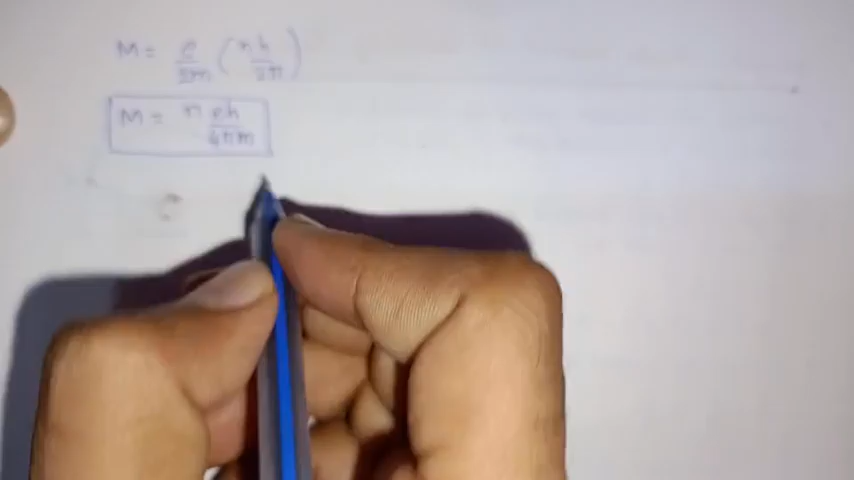 M = e/2m (nh/2π)
M = n eh/4πm